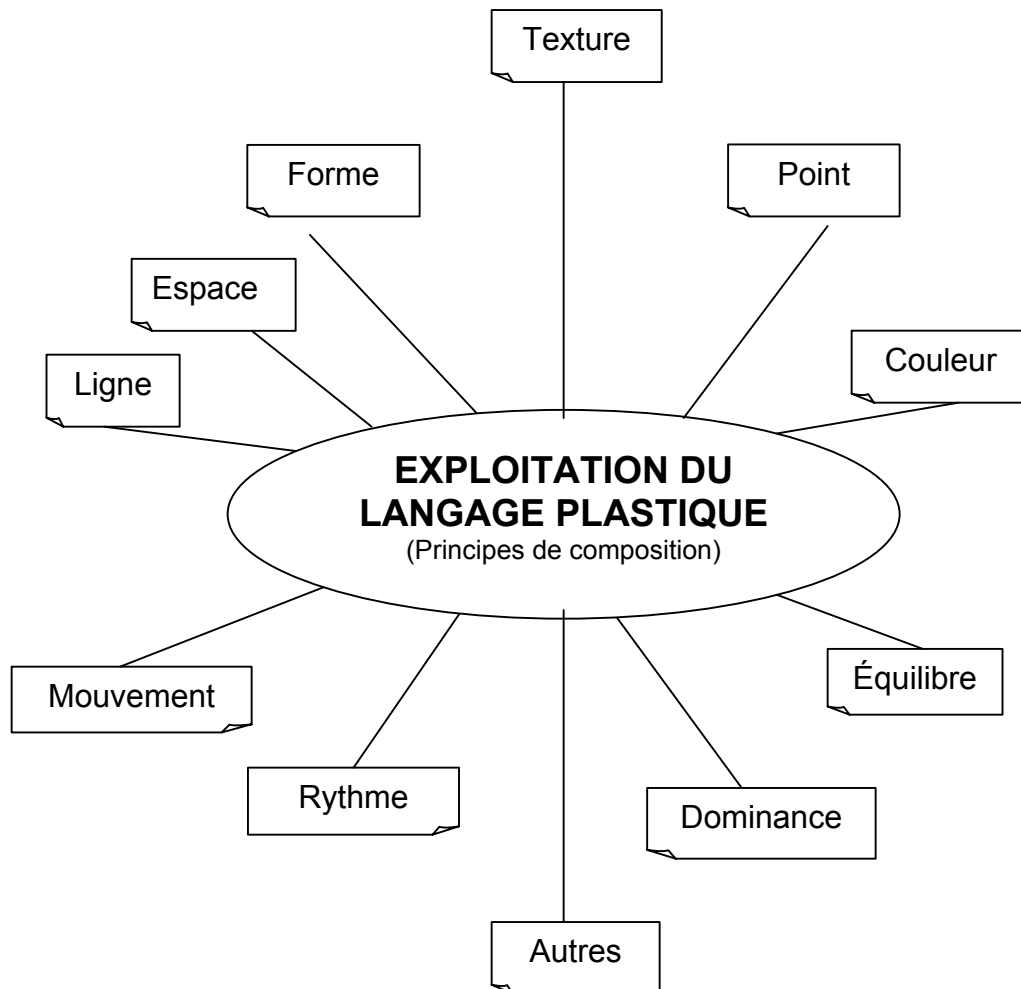 Texture
Forme
Point
Espace
Couleur
Ligne
EXPLOITATION DU
LANGAGE PLASTIQUE
(Principes de composition)
Mouvement
Équilibre
Rythme
Dominance
Autres